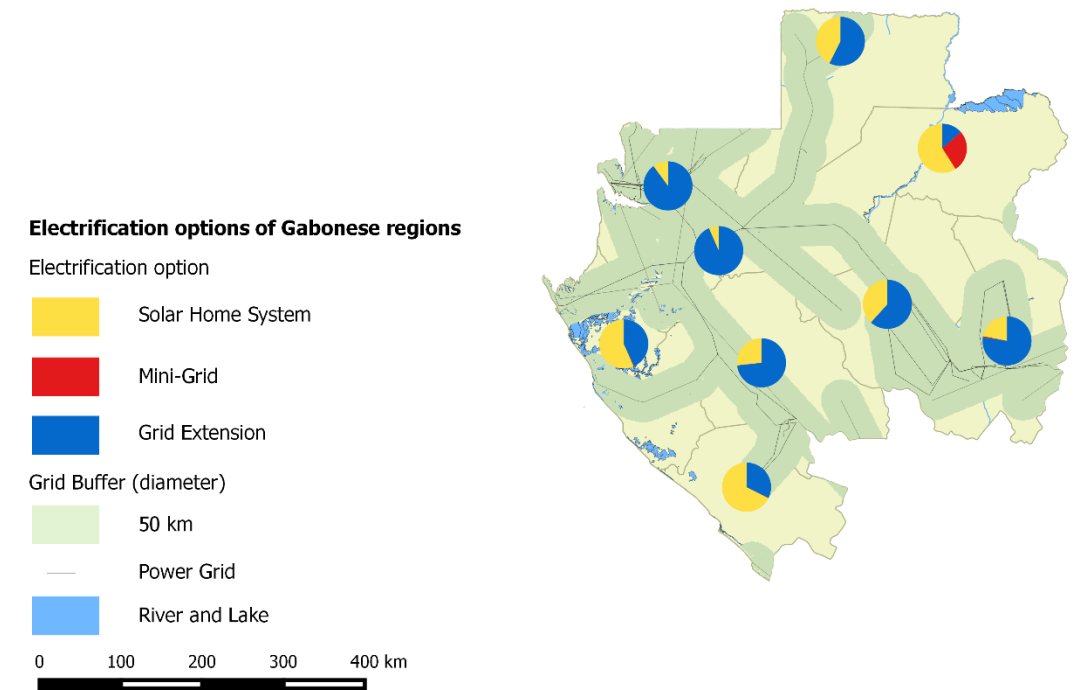 Electrification options of Gabonese regions
Electrification option
Solar Home System
Mini-Grid
Grid Extension
Grid Buffer (diameter)
50 km
Power Grid
River and Lake
0 100 200 300 400 km